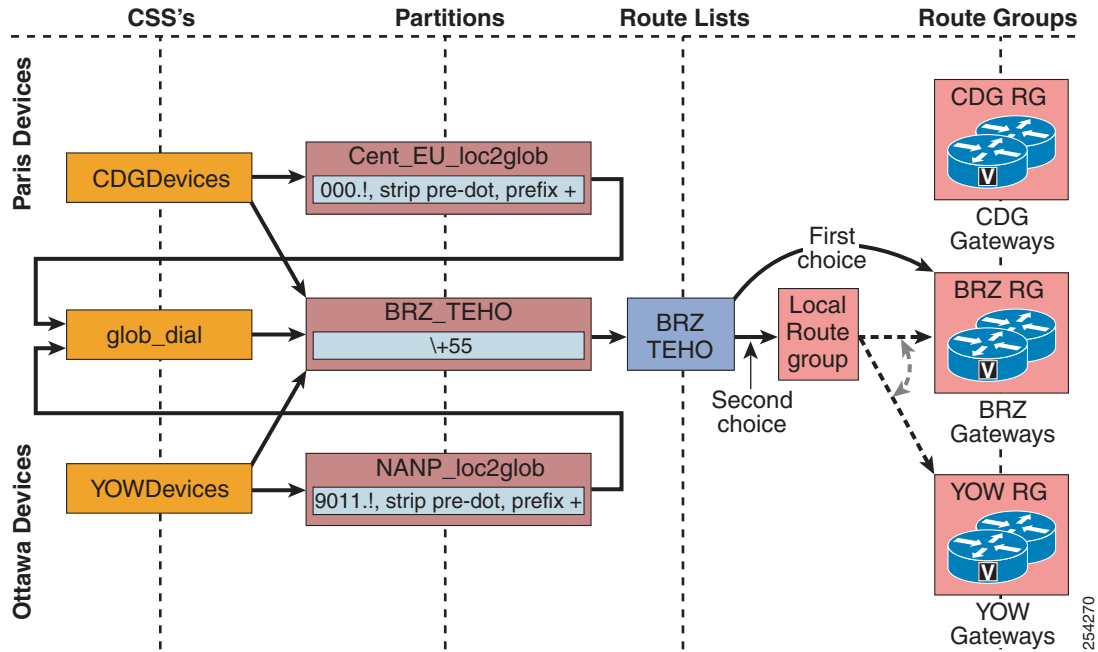 CSS's
Partitions
Route Lists
Route Groups
Paris Devices
CDGDevices
Cent_EU_loc2glob
000.!, strip pre-dot, prefix +
CDG RG
V
CDG
Gateways
glob_dial
BRZ_TEHO
\+55
BRZ
TEHO
First
choice
Second
choice
Local
Route
group
BRZ RG
V
BRZ
Gateways
Ottawa Devices
YOWDevices
NANP_loc2glob
9011.!, strip pre-dot, prefix +
YOW RG
V
YOW
Gateways
254270